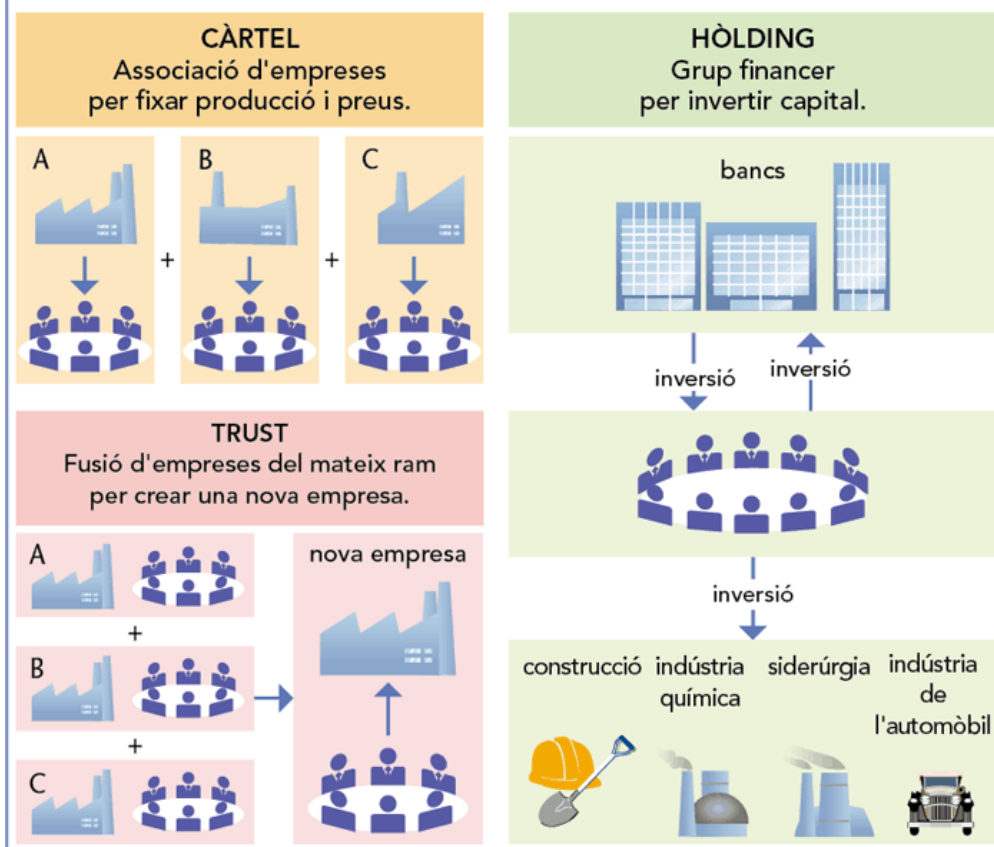 CÀRTEL
Associació d'empreses
per fixar producció i preus.
A
B
C
+
+
TRUST
Fusió d'empreses del mateix ram
per crear una nova empresa.
A
+
B
+
C
nova empresa
HÒLDING
Grup financer
per invertir capital.
bancs
inversió
inversió
inversió
construcció
indústria
química
siderúrgia
indústria
de
l'automòbil